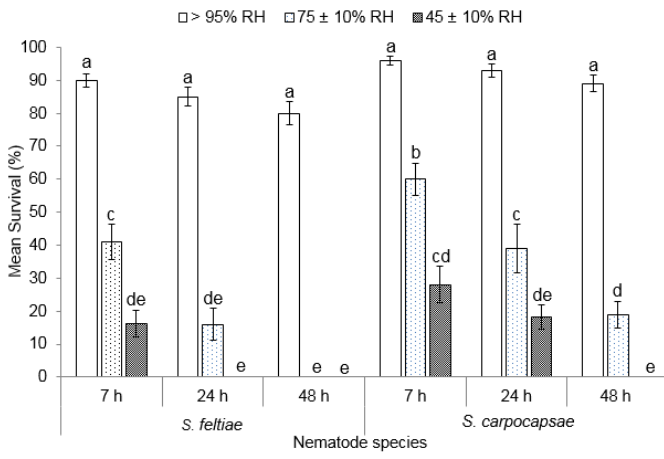 > 95% RH 75 ± 10% RH 45 ± 10% RH
Mean Survival (%)
100
90
80
70
60
50
40
30
20
10
0
a a a a a a
b
c c
cd
de de de d
e e e e
7 h 24 h 48 h 7 h 24 h 48 h
S. feltiae S. carpocapsae
Nematode species